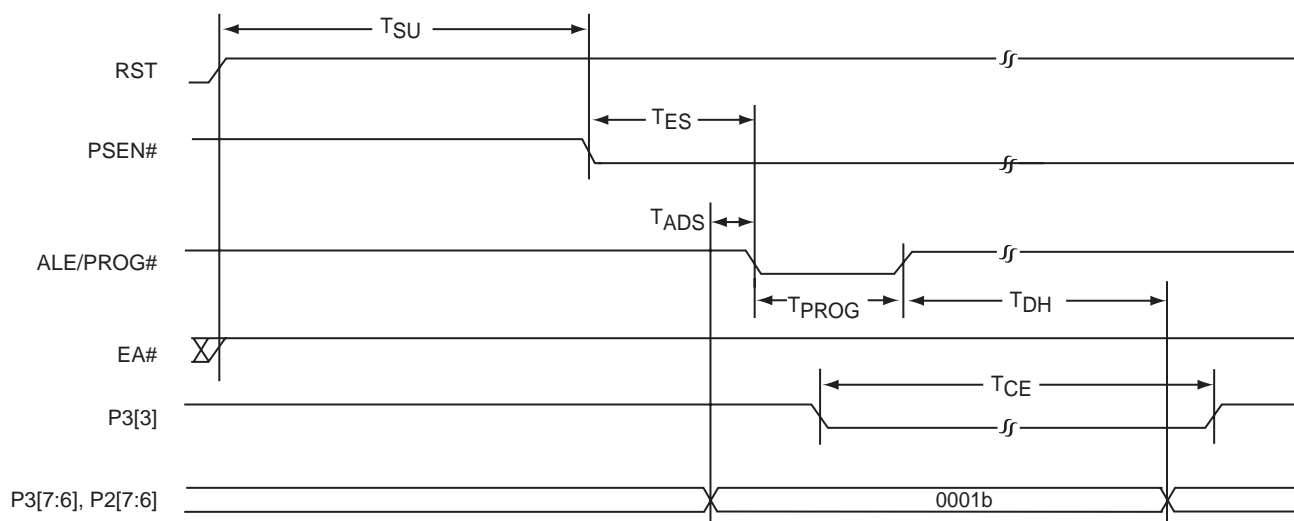 TSU
RST
TES
PSEN#
TADS
ALE/PROG#
TPROG
TDH
EA#
TCE
P3[3]
P3[7:6], P2[7:6]
0001b